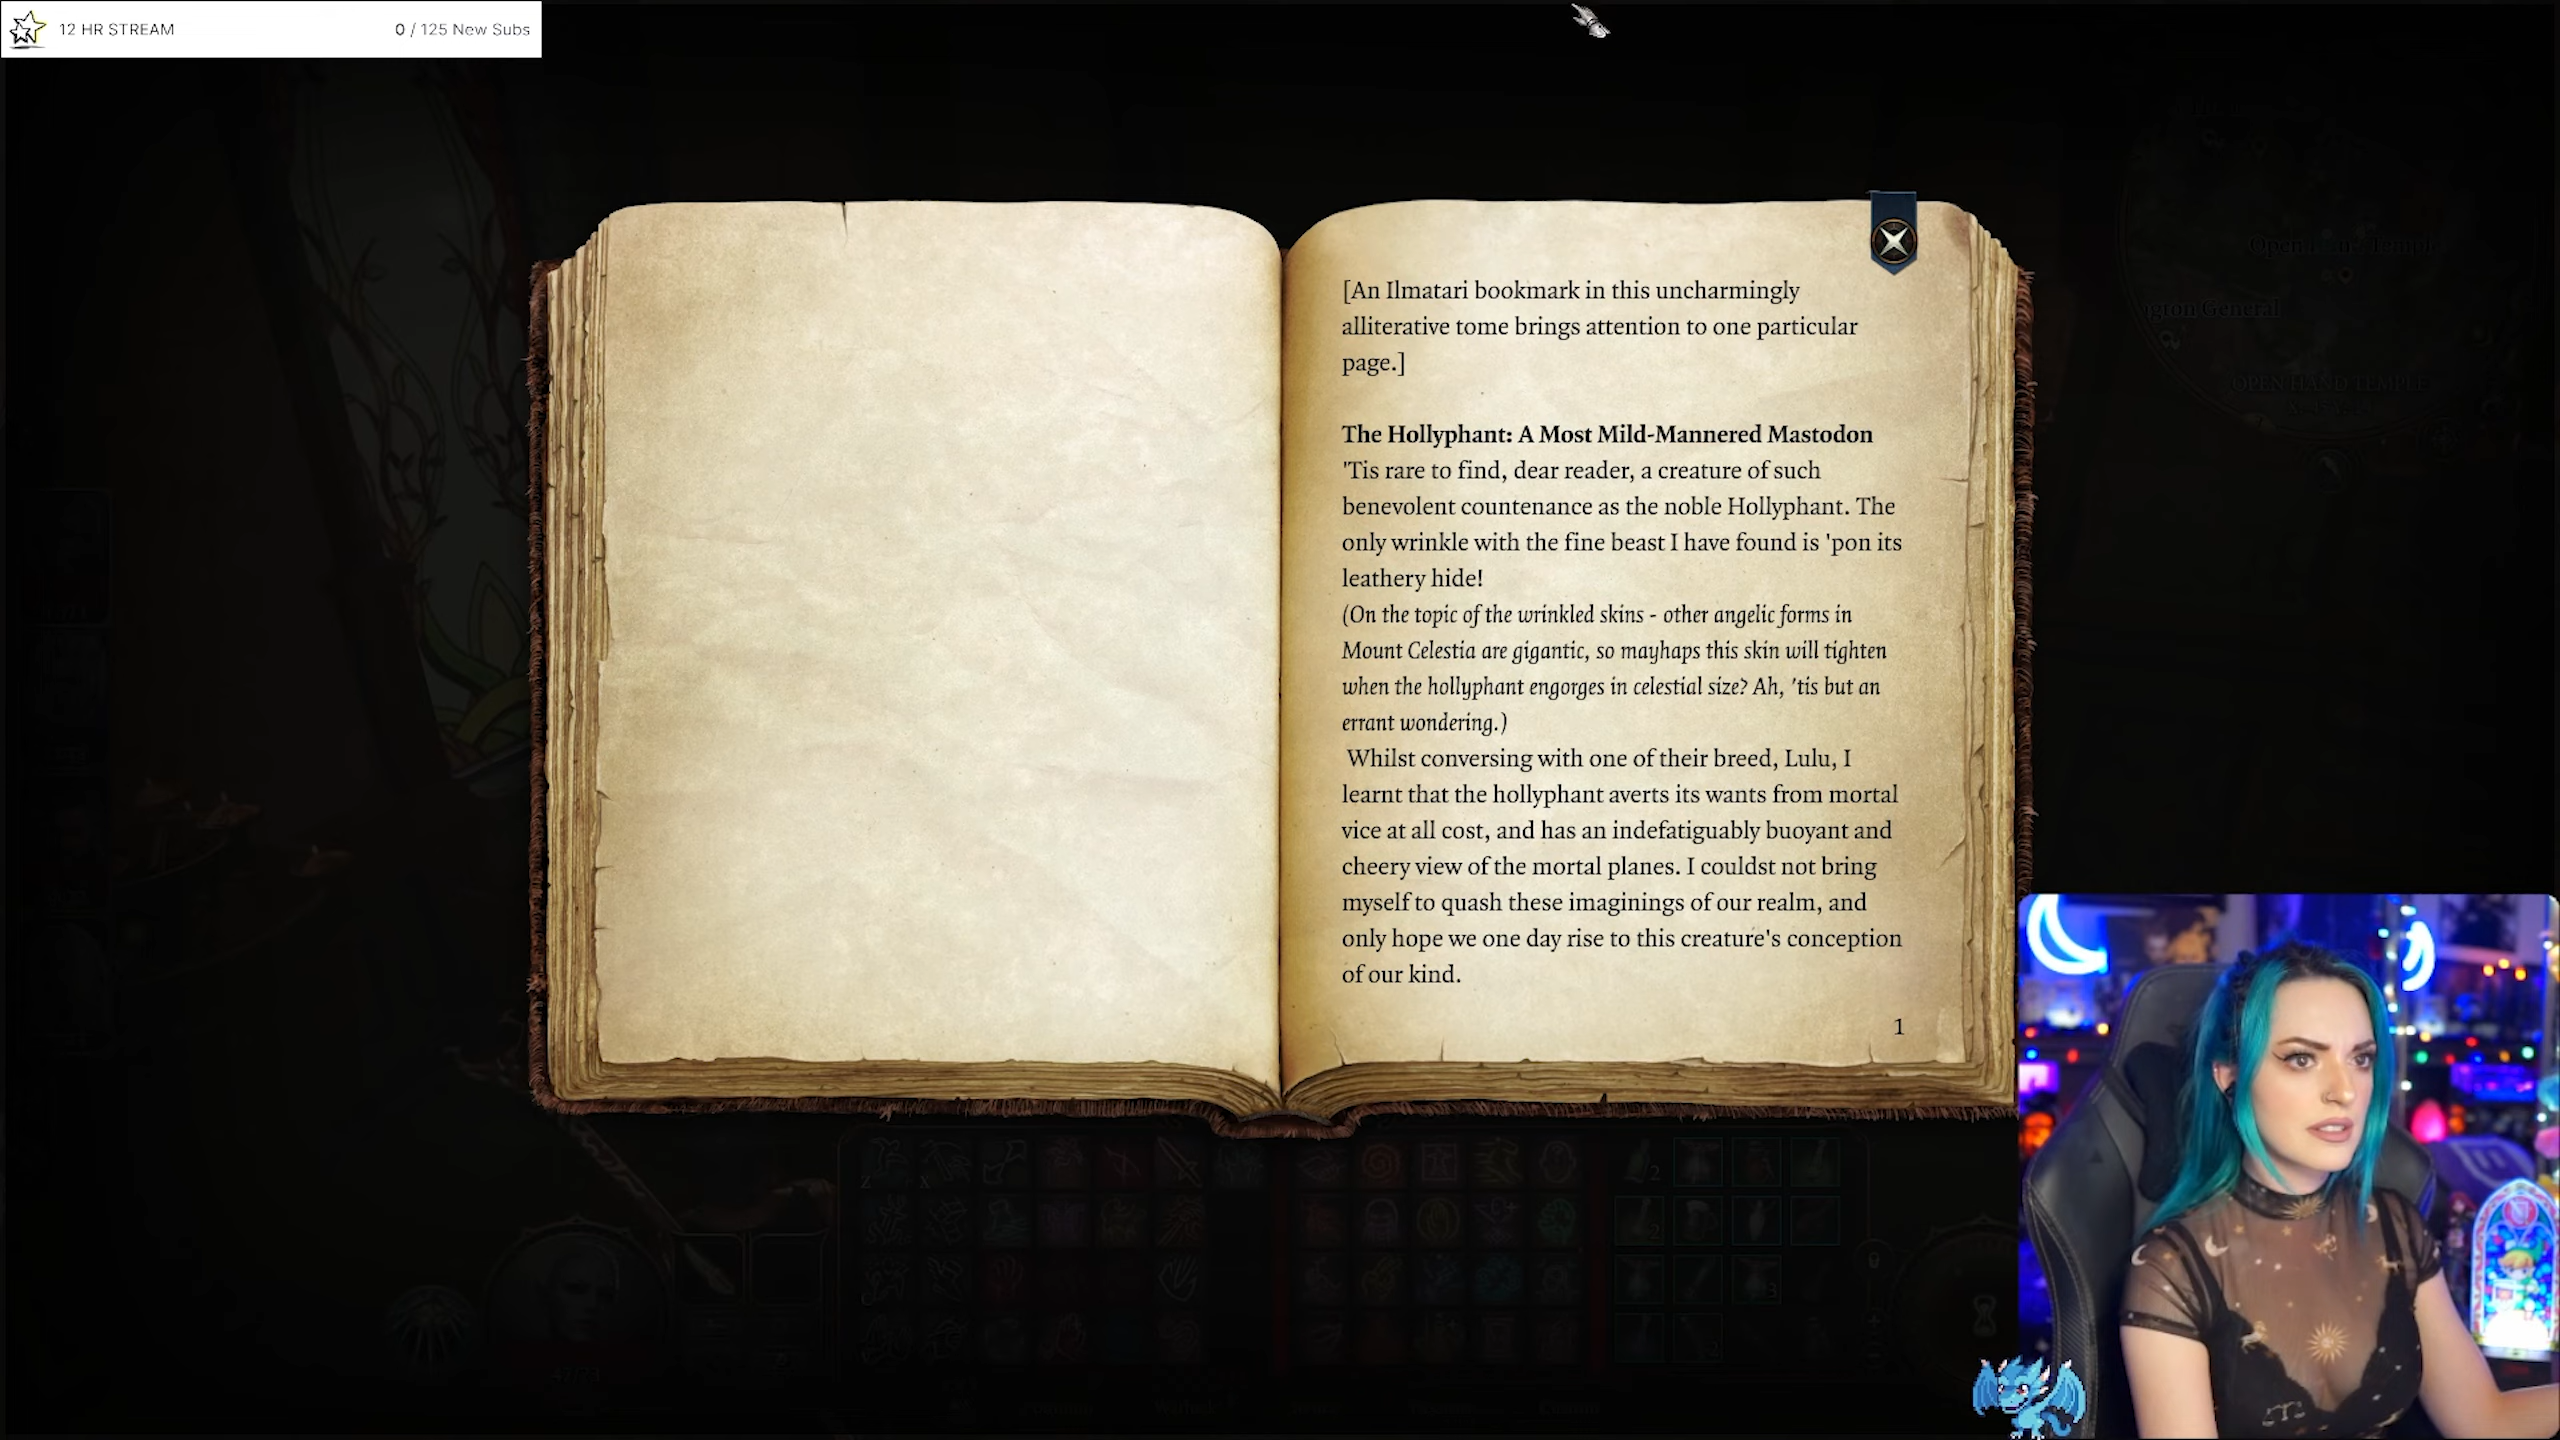 12 HR STREAM
0 / 125 New Subs
[An Ilmatari bookmark in this uncharmingly
alliterative tome brings attention to one particular
page.]
The Hollyphant: A Most Mild-Mannered Mastodon
'Tis rare to find, dear reader, a creature of such
benevolent countenance as the noble Hollyphant. The
only wrinkle with the fine beast I have found is 'pon its
leathery hide!
(On the topic of the wrinkled skins - other angelic forms in
Mount Celestia are gigantic, so mayhaps this skin will tighten
when the hollyphant engorges in celestial size? Ah, 'tis but an
errant wondering.)
Whilst conversing with one of their breed, Lulu, I
learnt that the hollyphant averts its wants from mortal
vice at all cost, and has an indefatiguably buoyant and
cheery view of the mortal planes. I couldst not bring
myself to quash these imaginings of our realm, and
only hope we one day rise to this creature's conception
of our kind.
1
OPEN HAND TEMPLE